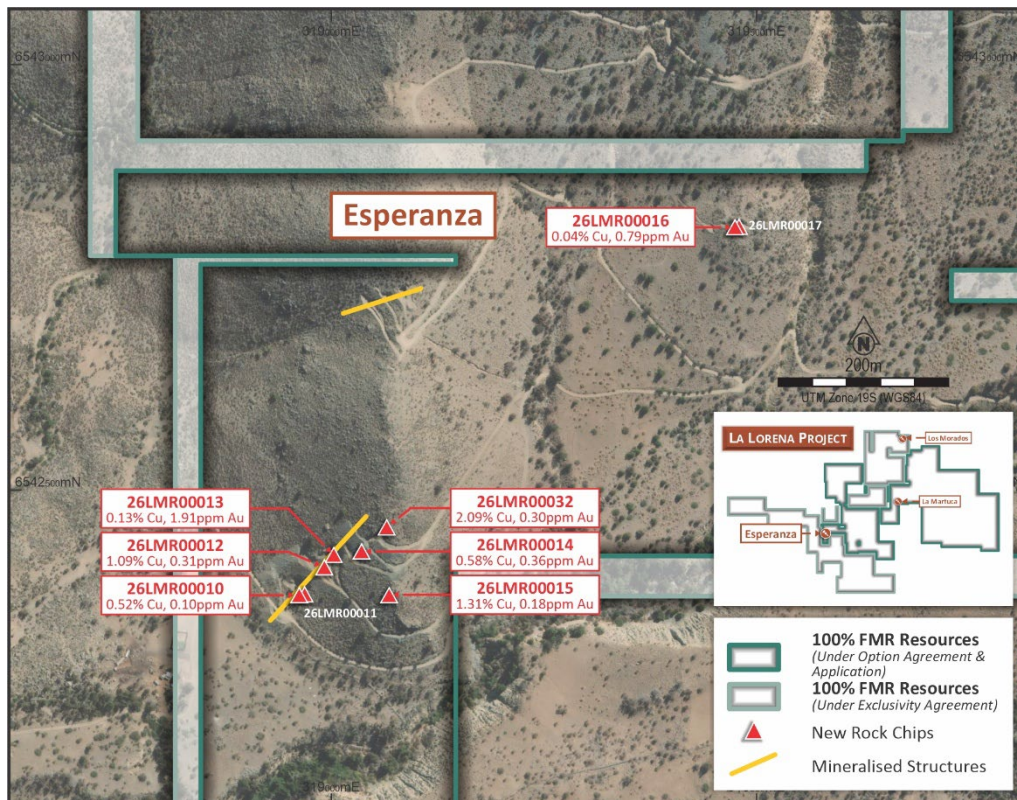 319000mE
319500mE
6543000mN
6543000mN
Esperanza
26LMR00016
0.04% Cu, 0.79ppm Au
26LMR00017
N
200m
UTM Zone 19S (WGS84)
LA LORENA PROJECT
Los Morados
La Martuca
Esperanza
6542500mN
26LMR00013
0.13% Cu, 1.91ppm Au
26LMR00012
1.09% Cu, 0.31ppm Au
26LMR00010
0.52% Cu, 0.10ppm Au
26LMR00011
26LMR00032
2.09% Cu, 0.30ppm Au
26LMR00014
0.58% Cu, 0.36ppm Au
26LMR00015
1.31% Cu, 0.18ppm Au
100% FMR Resources
(Under Option Agreement &
Application)
100% FMR Resources
(Under Exclusivity Agreement)
New Rock Chips
Mineralised Structures
319000mE